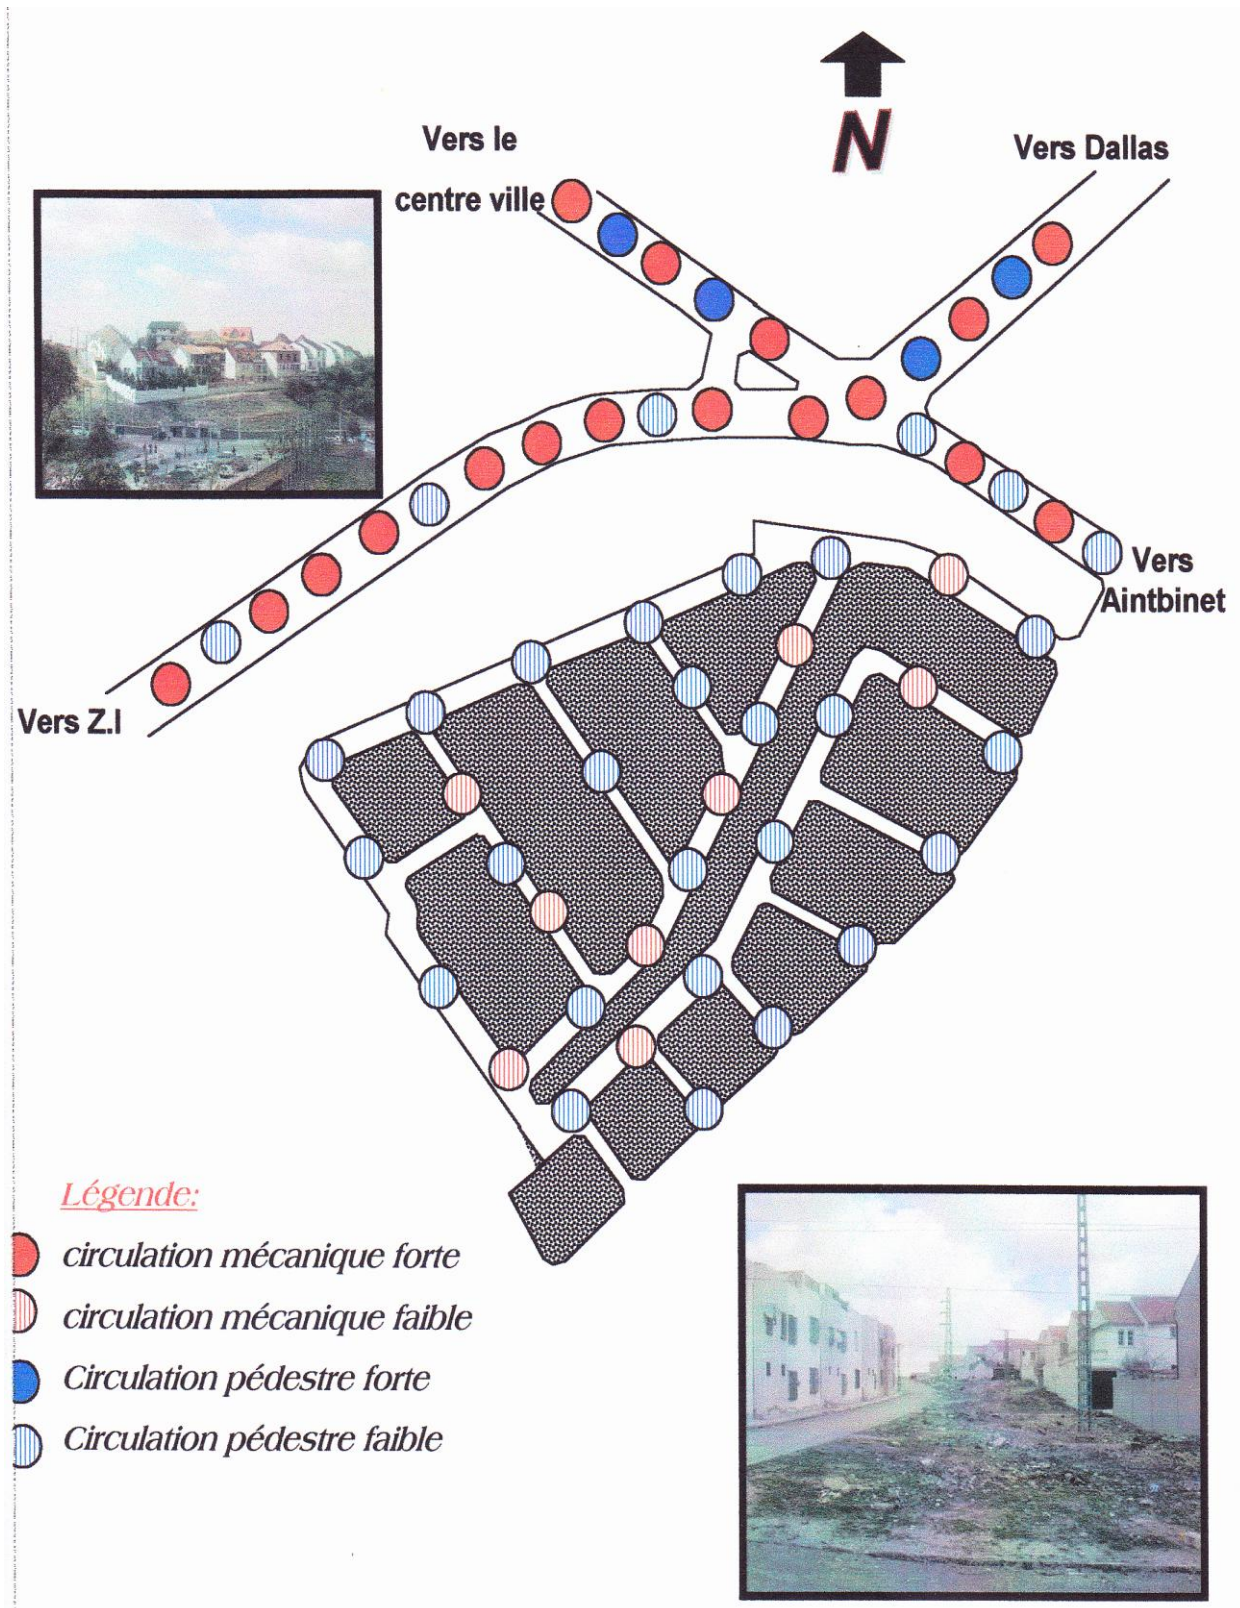 N
Vers le
centre ville
Vers Dallas
Vers
Aintbinet
Vers Z.I
Légende:
circulation mécanique forte
circulation mécanique faible
Circulation pédestre forte
Circulation pédestre faible